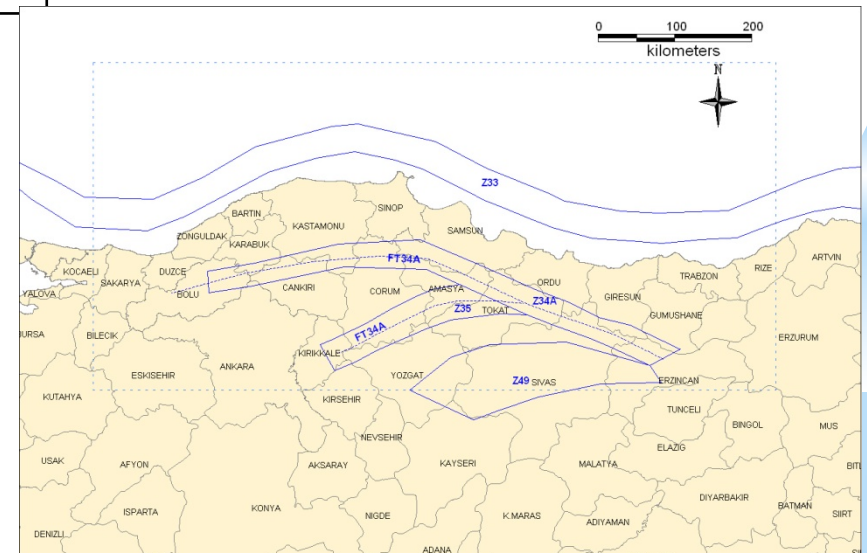 0 100 200
kilometers
N
Z33
SINOP
BARTIN
KASTAMONU
ZONGULDAK
SAMSUN
KARABUK
ARTVIN
FT34A
RIZE
KOCAELI
DUZCE
TRABZON
SAKARYA
ORDU
CANKIRI
AMASYA
CORUM
YALOVA
BOLU
GIRESUN
Z34A
Z35
TOKAT
GUMUSHANE
FT34A
BILECIK
ERZURUM
KIRIKKALE
ANKARA
ESKISEHIR
YOZGAT
Z49
SIVAS
ERZINCAN
KUTAHYA
KIRSEHIR
TUNCELI
BINGOL
MUS
NEVSEHIR
ELAZIG
USAK
AFYON
AKSARAY
KAYSERI
MALATYA
DIYARBAKIR
ISPARTA
KONYA
BATMAN
NIGDE
K.MARAS
SIIRT
ADIYAMAN
DENIZLI
ADANA